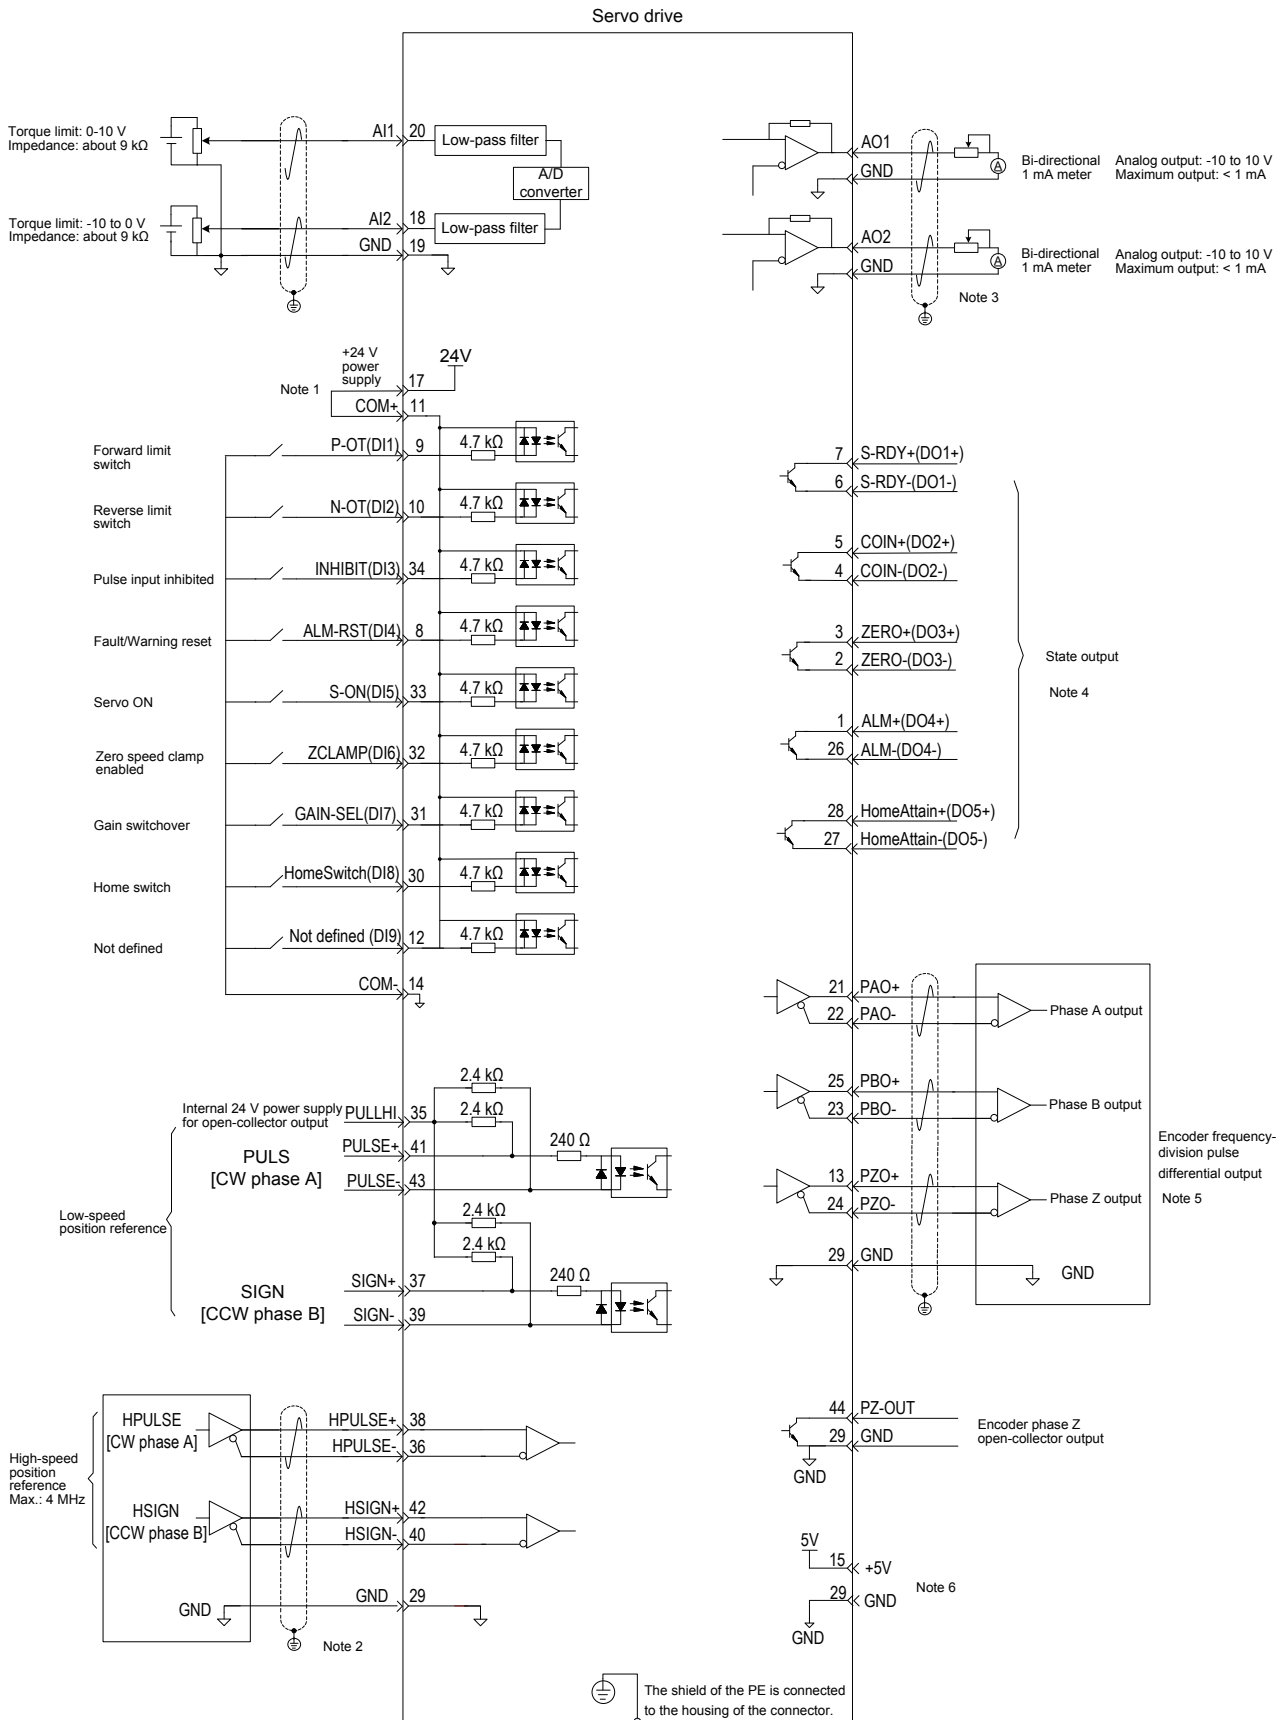 Servo drive
Torque limit: 0-10 V
Impedance: about 9 kΩ
AI1 20
Low-pass filter
A/D
converter
Torque limit: -10 to 0 V
Impedance: about 9 kΩ
AI2 18
Low-pass filter
GND 19
AO1
GND
A
Bi-directional
1 mA meter
Analog output: -10 to 10 V
Maximum output: < 1 mA
AO2
GND
A
Bi-directional
1 mA meter
Analog output: -10 to 10 V
Maximum output: < 1 mA
Note 3
+24 V
power
supply
24V
Note 1
17
COM+ 11
Forward limit
switch
P-OT(DI1) 9 4.7 kΩ
Reverse limit
switch
N-OT(DI2) 10 4.7 kΩ
Pulse input inhibited
INHIBIT(DI3) 34 4.7 kΩ
Fault/Warning reset
ALM-RST(DI4) 8 4.7 kΩ
Servo ON
S-ON(DI5) 33 4.7 kΩ
Zero speed clamp
enabled
ZCLAMP(DI6) 32 4.7 kΩ
Gain switchover
GAIN-SEL(DI7) 31 4.7 kΩ
Home switch
HomeSwitch(DI8) 30 4.7 kΩ
Not defined
Not defined (DI9) 12 4.7 kΩ
COM- 14
7 S-RDY+(DO1+)
6 S-RDY-(DO1-)
5 COIN+(DO2+)
4 COIN-(DO2-)
3 ZERO+(DO3+)
2 ZERO-(DO3-)
1 ALM+(DO4+)
26 ALM-(DO4-)
28 HomeAttain+(DO5+)
27 HomeAttain-(DO5-)
State output
Note 4
21 PAO+
22 PAO-
Phase A output
25 PBO+
23 PBO-
Phase B output
13 PZO+
24 PZO-
Phase Z output
29 GND
GND
Encoder frequency-
division pulse
differential output
Note 5
Low-speed
position reference
Internal 24 V power supply
for open-collector output
PULLHI 35
2.4 kΩ
2.4 kΩ
PULS
[CW phase A]
PULSE+ 41
240 Ω
PULSE- 43
2.4 kΩ
2.4 kΩ
SIGN
[CCW phase B]
SIGN+ 37
240 Ω
SIGN- 39
High-speed
position
reference
Max.: 4 MHz
HPULSE
[CW phase A]
HPULSE+ 38
HPULSE- 36
HSIGN
[CCW phase B]
HSIGN+ 42
HSIGN- 40
GND
GND 29
Note 2
44 PZ-OUT
29 GND
GND
Encoder phase Z
open-collector output
5V
15 +5V
29 GND
GND
Note 6
The shield of the PE is connected
to the housing of the connector.